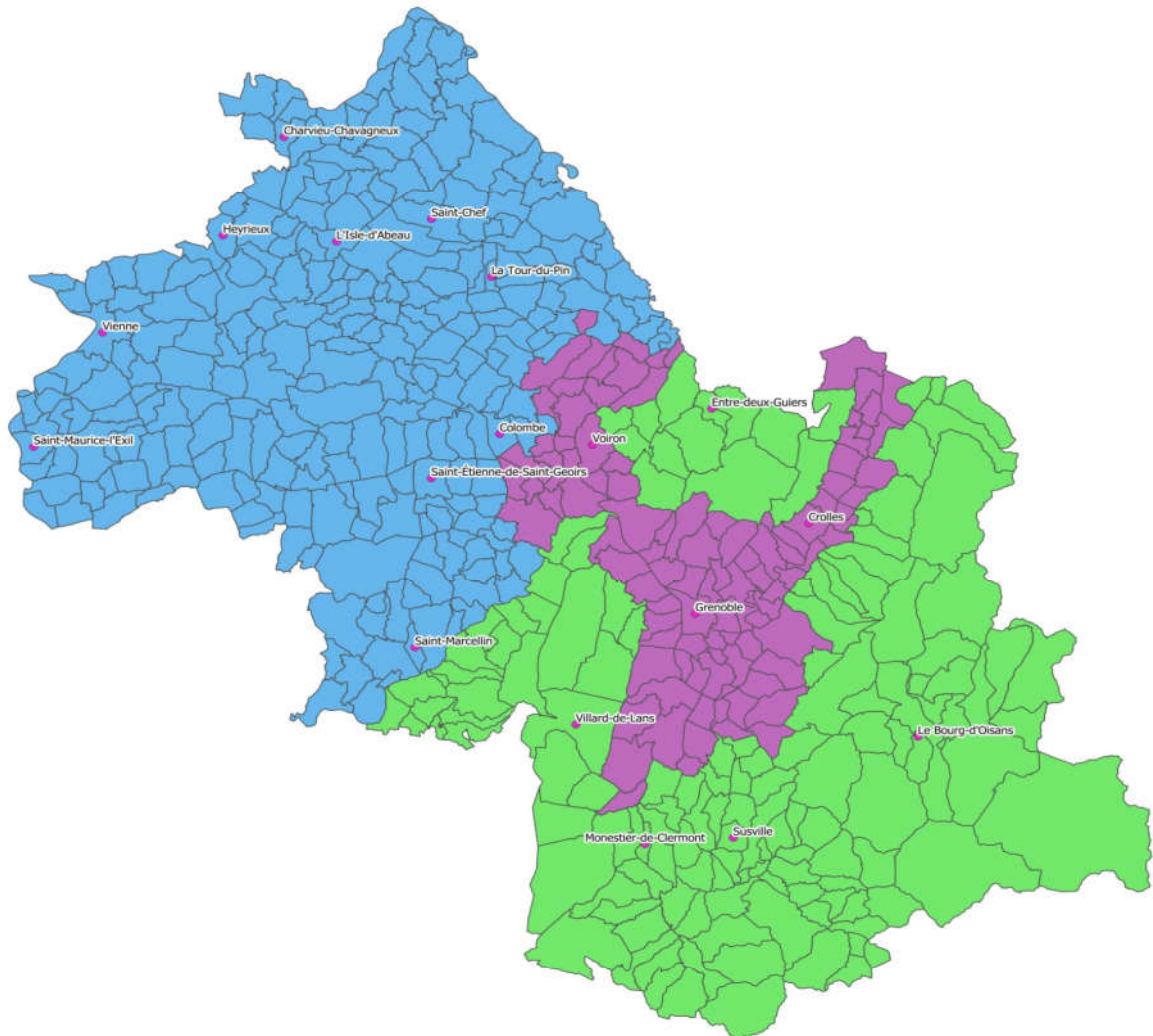 Charvieu-Chavagneux
Saint-Chef
Heyrieux
L'Isle-d'Abeau
La Tour-du-Pin
Vienne
Entre-deux-Guiers
Colombe
Voiron
Saint-Maurice-l'Exil
Saint-Étienne-de-Saint-Geoirs
Crolles
Grenoble
Saint-Marcellin
Villard-de-Lans
Le Bourg-d'Oisans
Monestier-de-Clermont
Susville